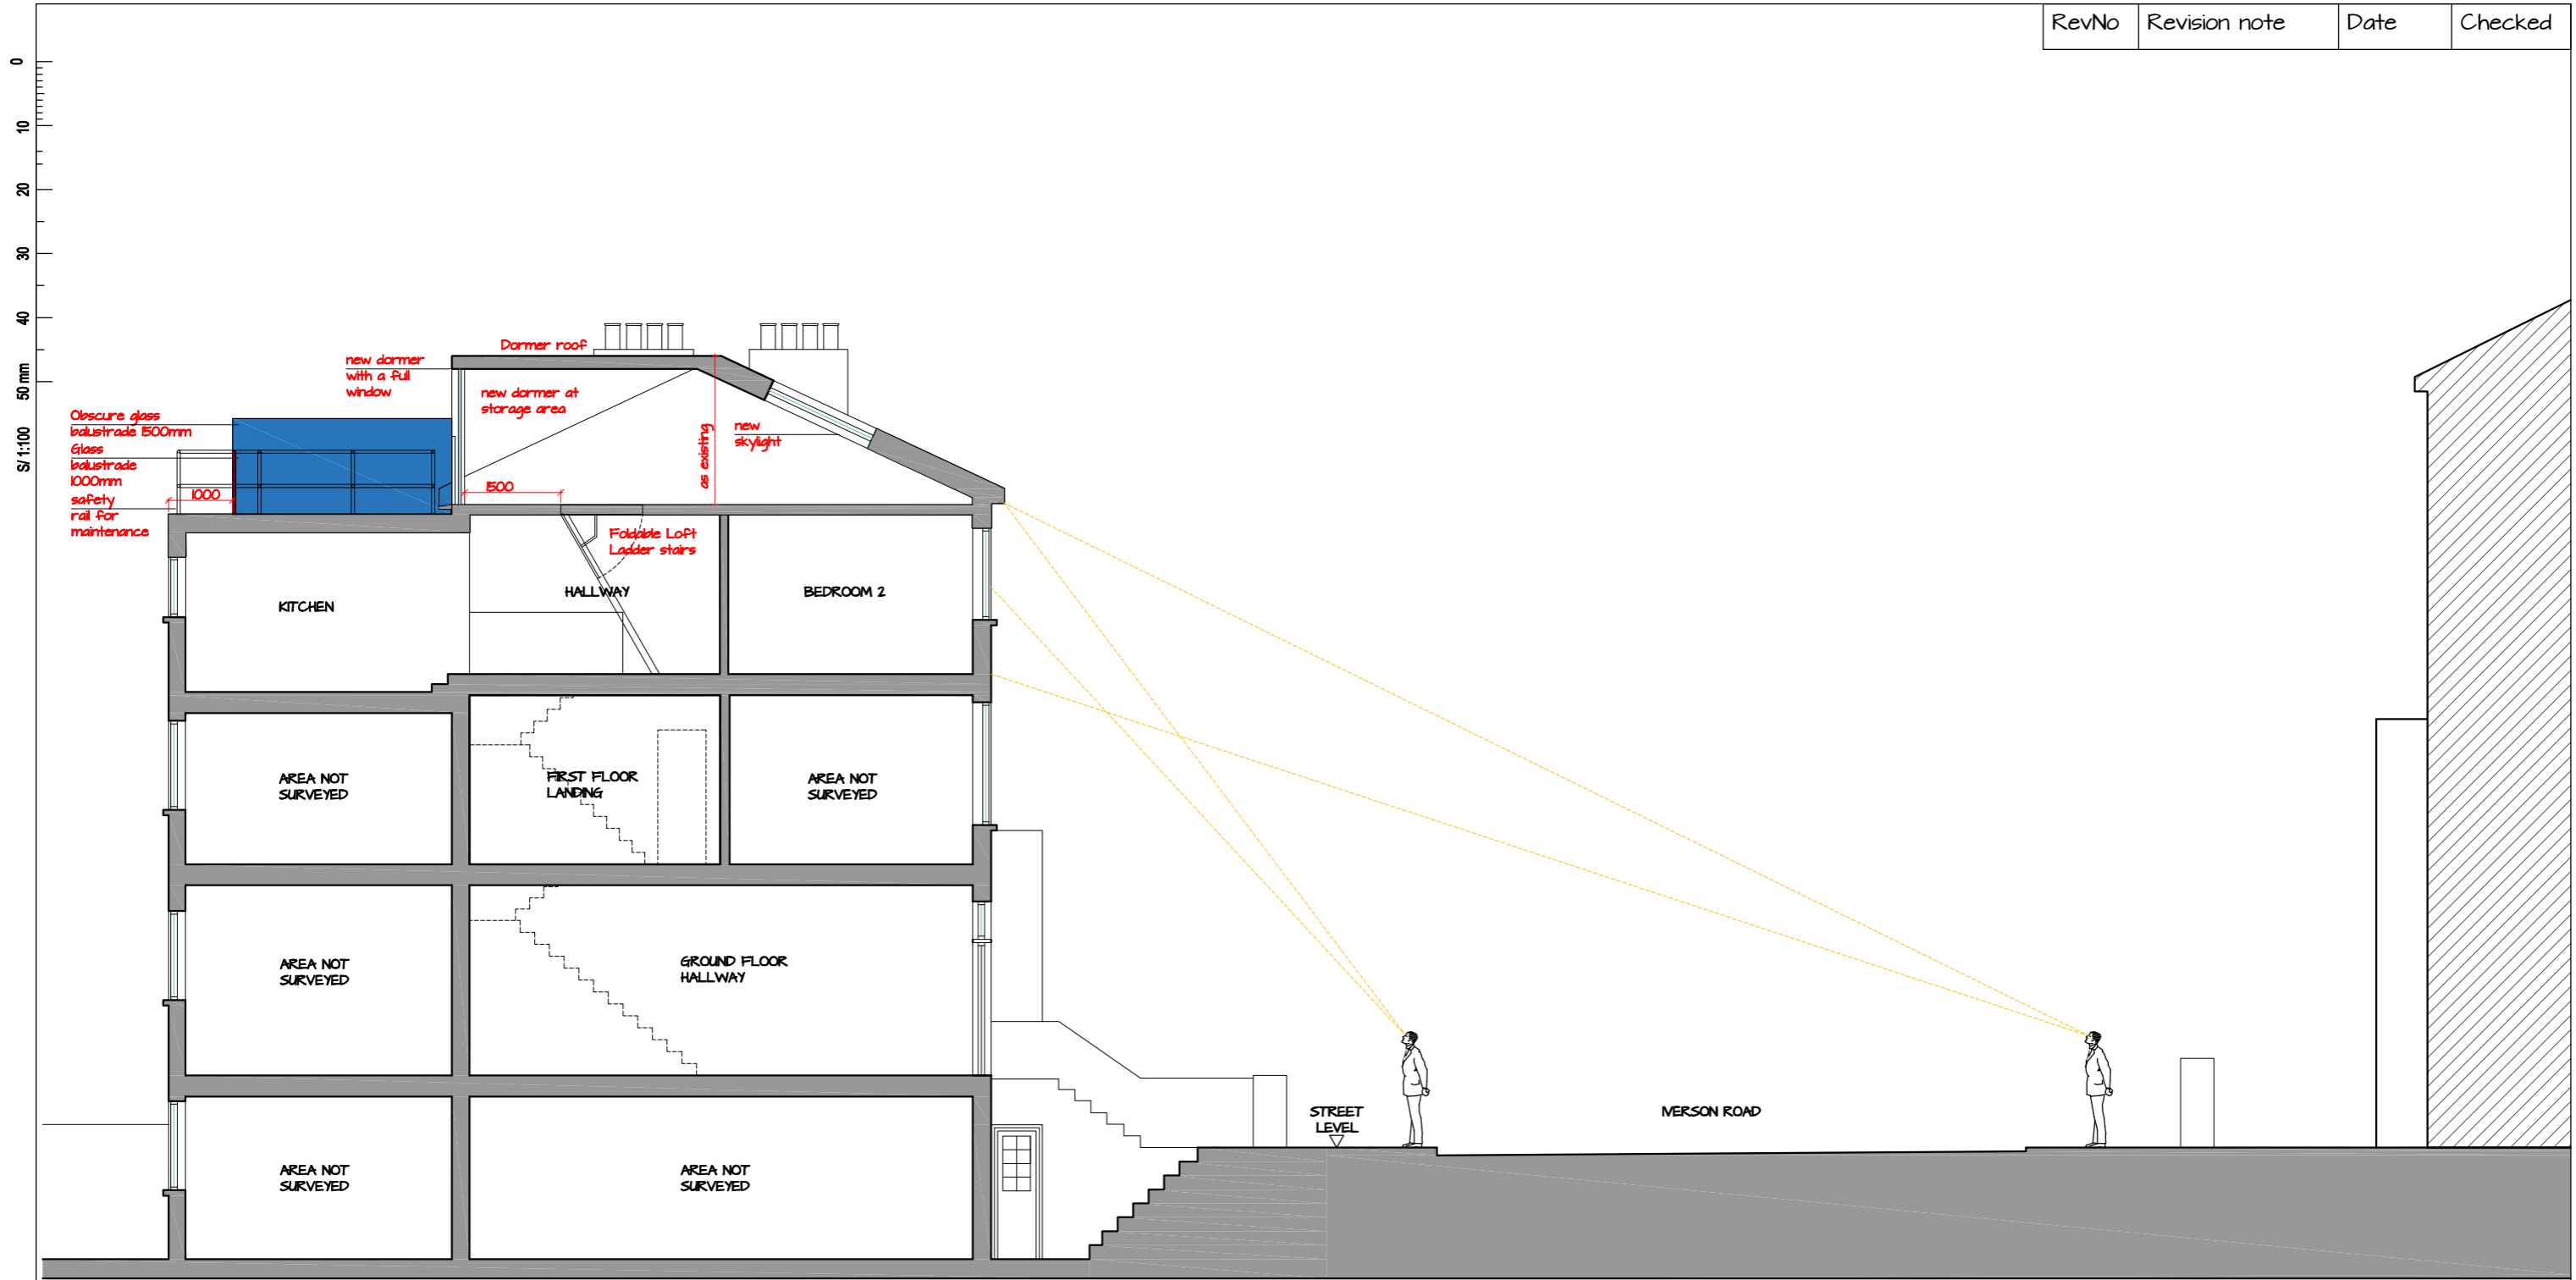 RevNo Revision note Date Checked
0
10
20
30
40
50 mm
S/ 1:100
Dormer roof
new dormer
with a full
window
new dormer at
storage area
Obscure glass
balustrade 1500mm
Glass
balustrade
1000mm
safety
rail for
maintenance
1000
1500
as existing
new
skylight
Foldable Loft
Ladder stairs
KITCHEN
HALLWAY
BEDROOM 2
AREA NOT
SURVEYED
FIRST FLOOR
LANDING
AREA NOT
SURVEYED
AREA NOT
SURVEYED
GROUND FLOOR
HALLWAY
STREET
LEVEL
IVERSON ROAD
AREA NOT
SURVEYED
AREA NOT
SURVEYED